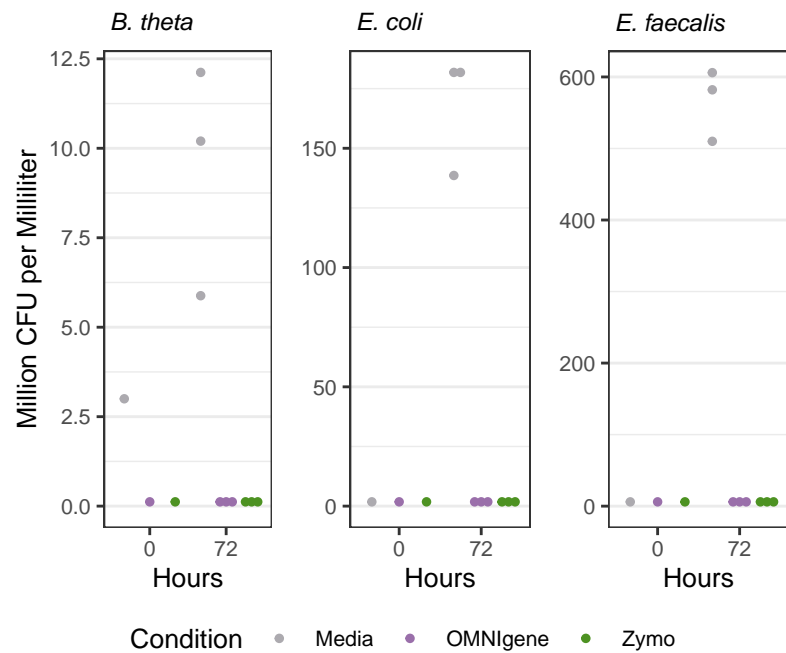 B. theta
E. coli
E. faecalis
Million CFU per Milliliter
12.5
10.0
7.5
5.0
2.5
0.0
150
100
50
0
600
400
200
0
0 72
0 72
0 72
Hours
Hours
Hours
Condition Media OMNIgene Zymo